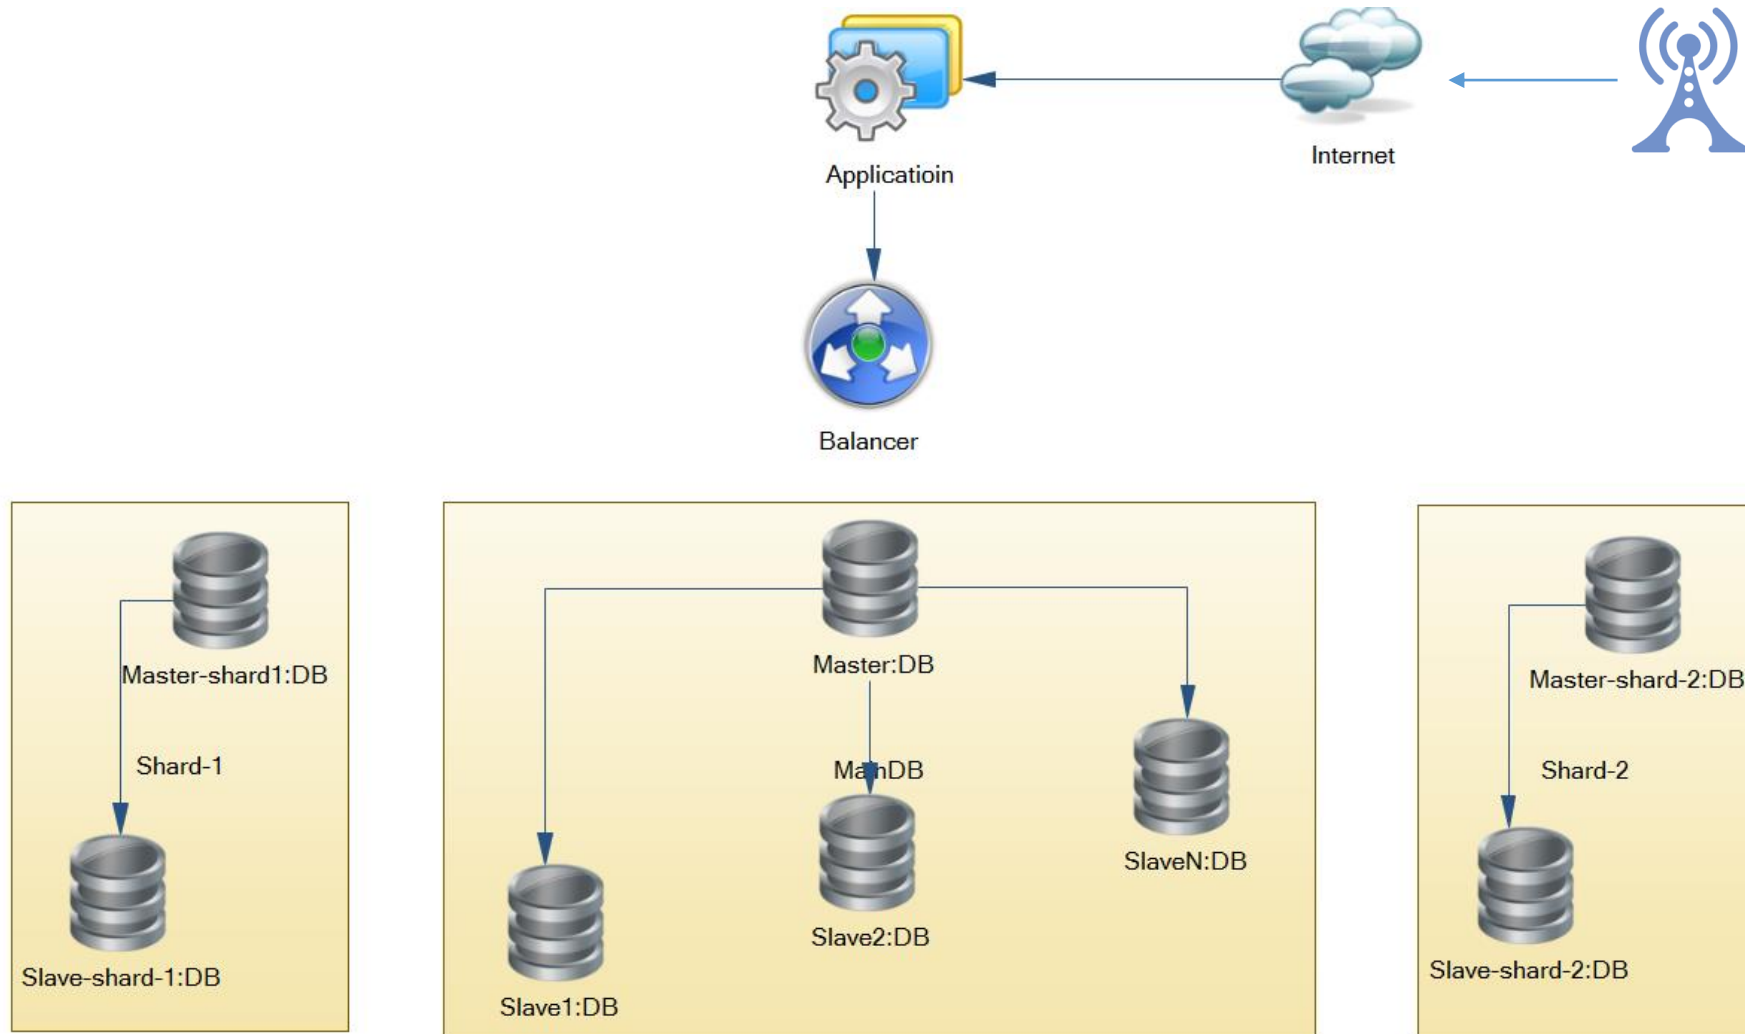 Applicatioin
Internet
Balancer
Master-shard1:DB
Shard-1
Slave-shard-1:DB
Master:DB
MainDB
SlaveN:DB
Slave2:DB
Slave1:DB
Master-shard-2:DB
Shard-2
Slave-shard-2:DB